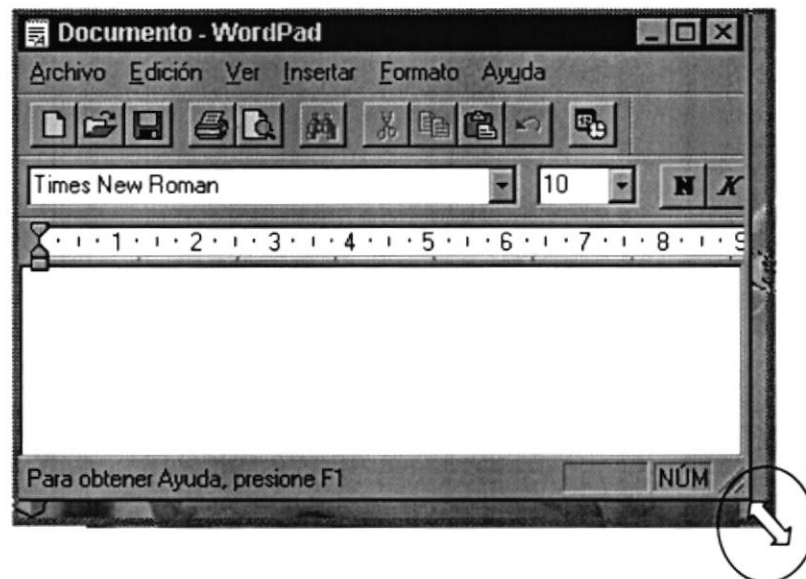 Documento - WordPad
Archivo Edición Ver Insertar Formato Ayuda
Times New Roman 10 N K
1 2 3 4 5 6 7 8 9
Para obtener Ayuda, presione F1 NÚM